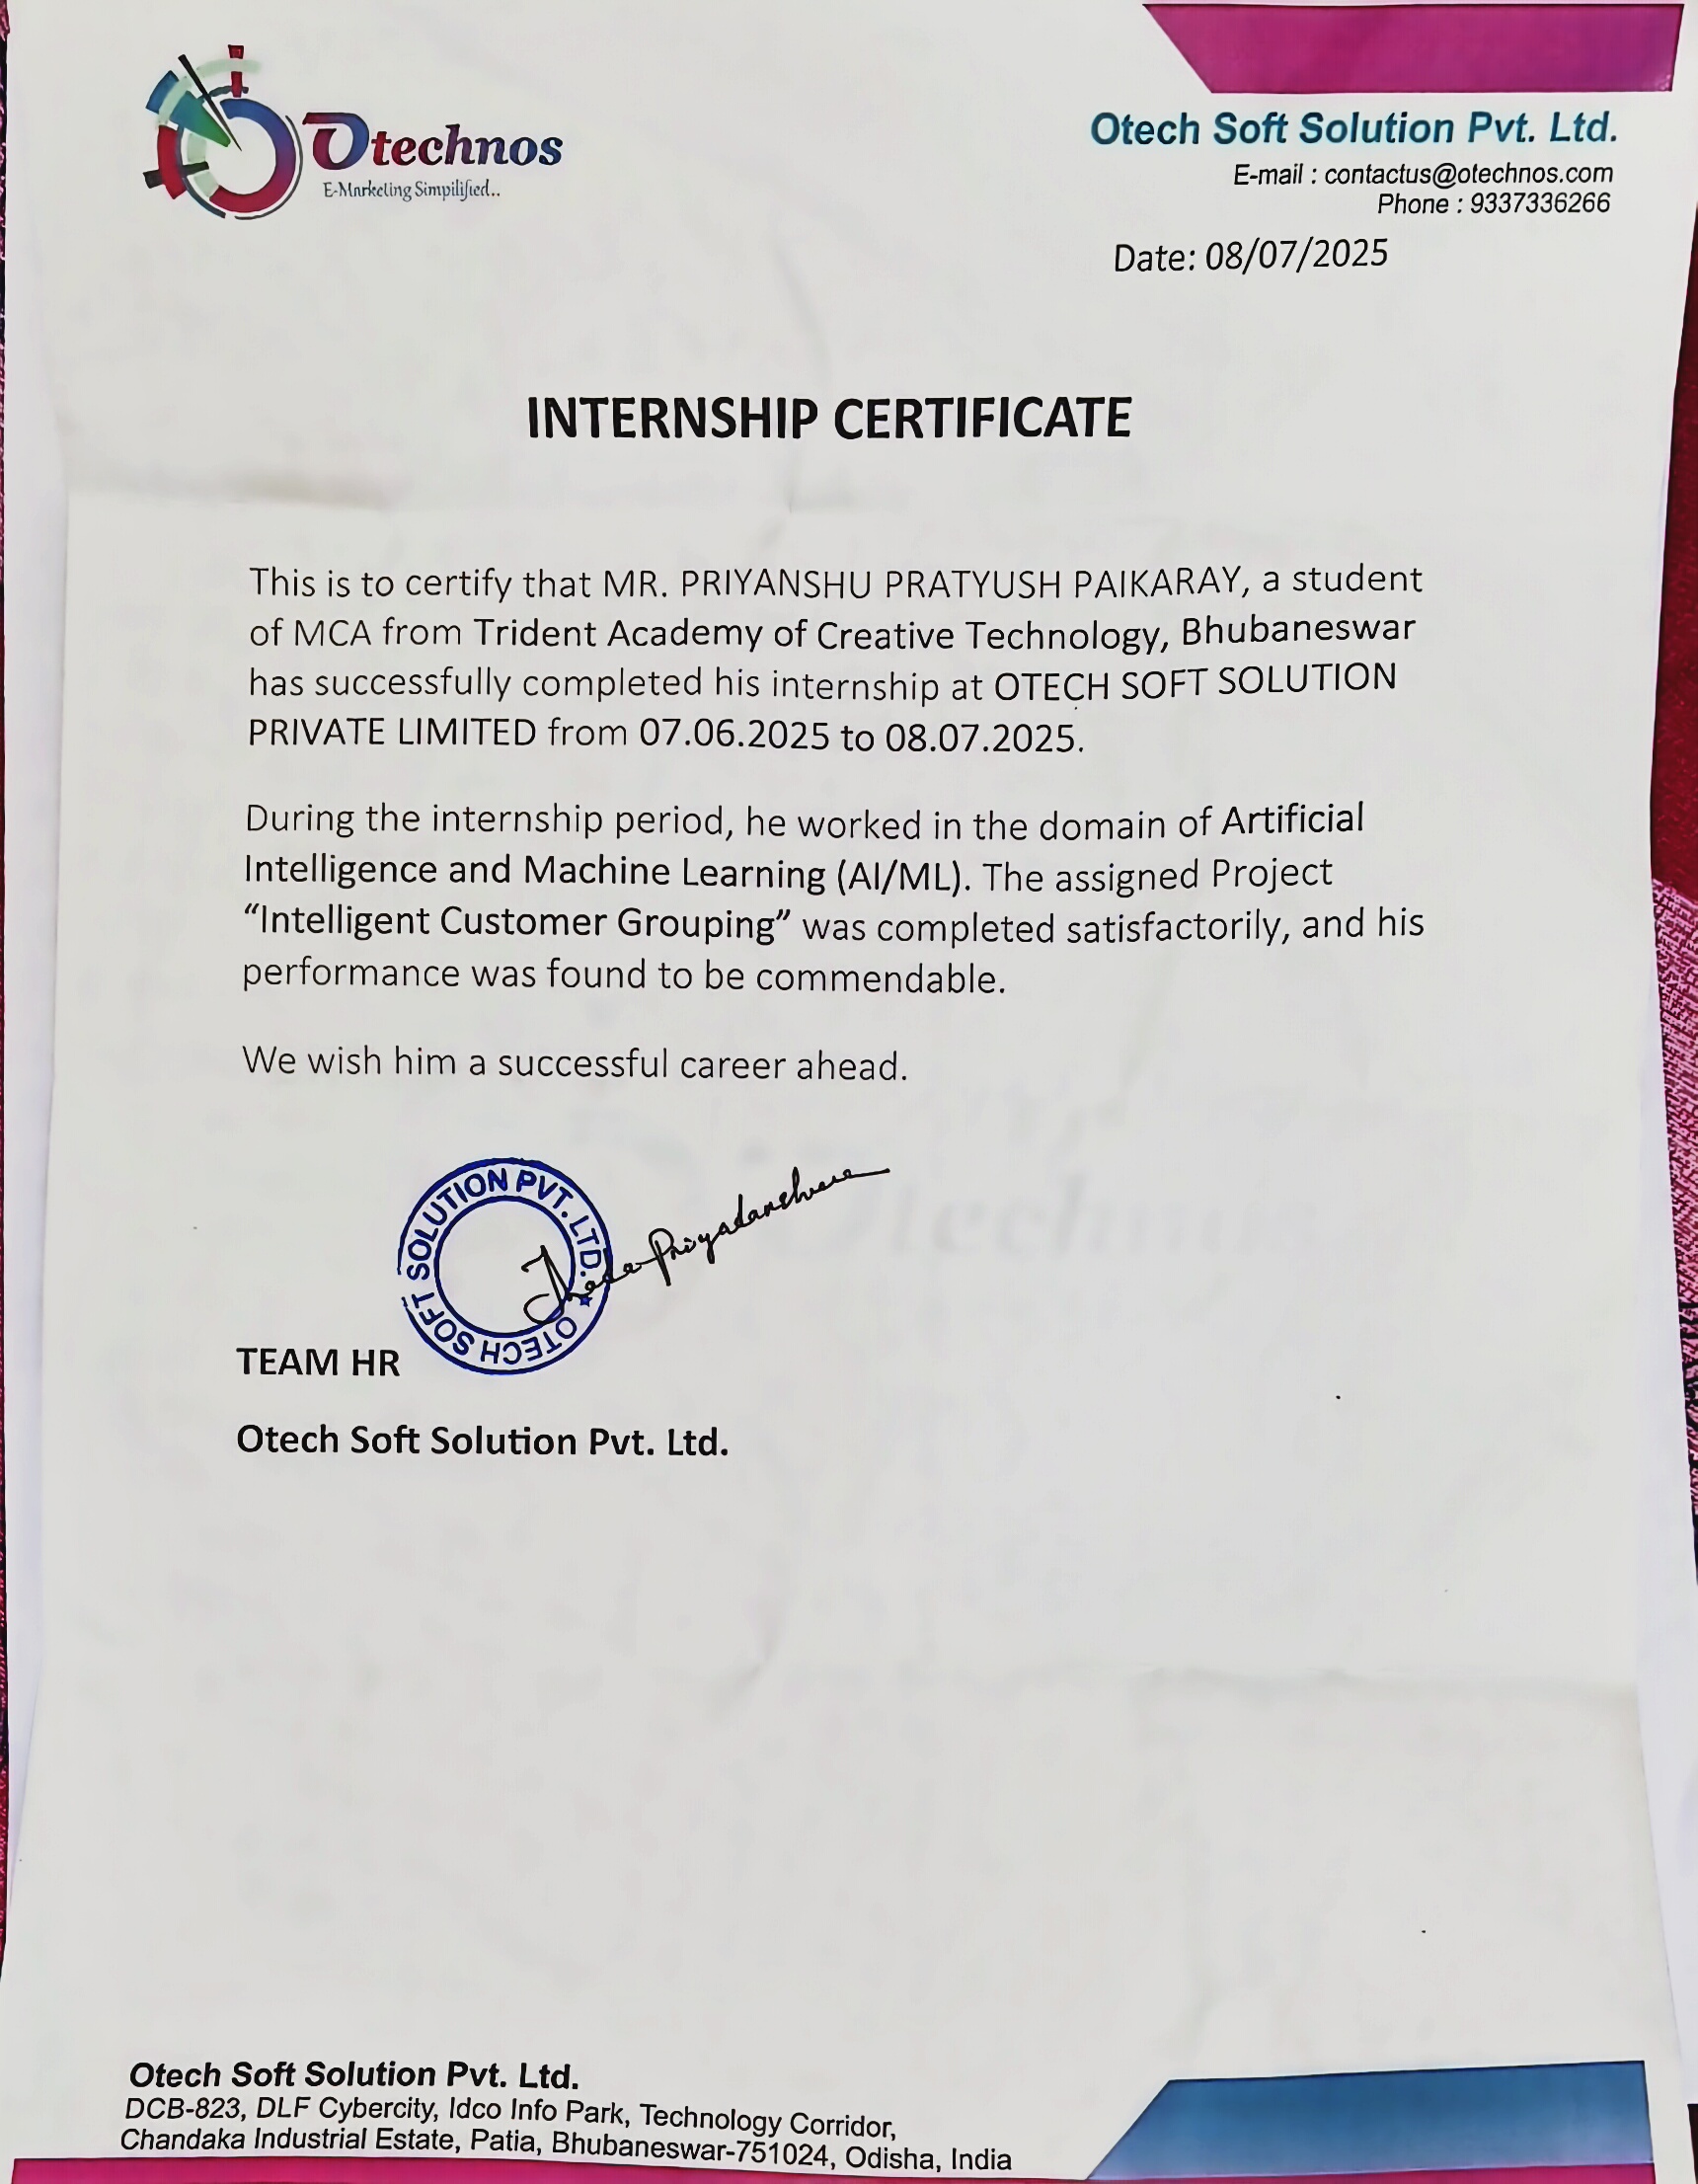 Otechnos
E-Marketing Simpilified..
Otech Soft Solution Pvt. Ltd.
E-mail : contactus@otechnos.com
Phone : 9337336266
Date: 08/07/2025
INTERNSHIP CERTIFICATE
This is to certify that MR. PRIYANSHU PRATYUSH PAIKARAY, a student
of MCA from Trident Academy of Creative Technology, Bhubaneswar
has successfully completed his internship at OTECH SOFT SOLUTION
PRIVATE LIMITED from 07.06.2025 to 08.07.2025.
During the internship period, he worked in the domain of Artificial
Intelligence and Machine Learning (AI/ML). The assigned Project
“Intelligent Customer Grouping” was completed satisfactorily, and his
performance was found to be commendable.
We wish him a successful career ahead.
OTECH SOFT SOLUTION PVT. LTD.
TEAM HR
Otech Soft Solution Pvt. Ltd.
Otech Soft Solution Pvt. Ltd.
DCB-823, DLF Cybercity, Idco Info Park, Technology Corridor,
Chandaka Industrial Estate, Patia, Bhubaneswar-751024, Odisha, India